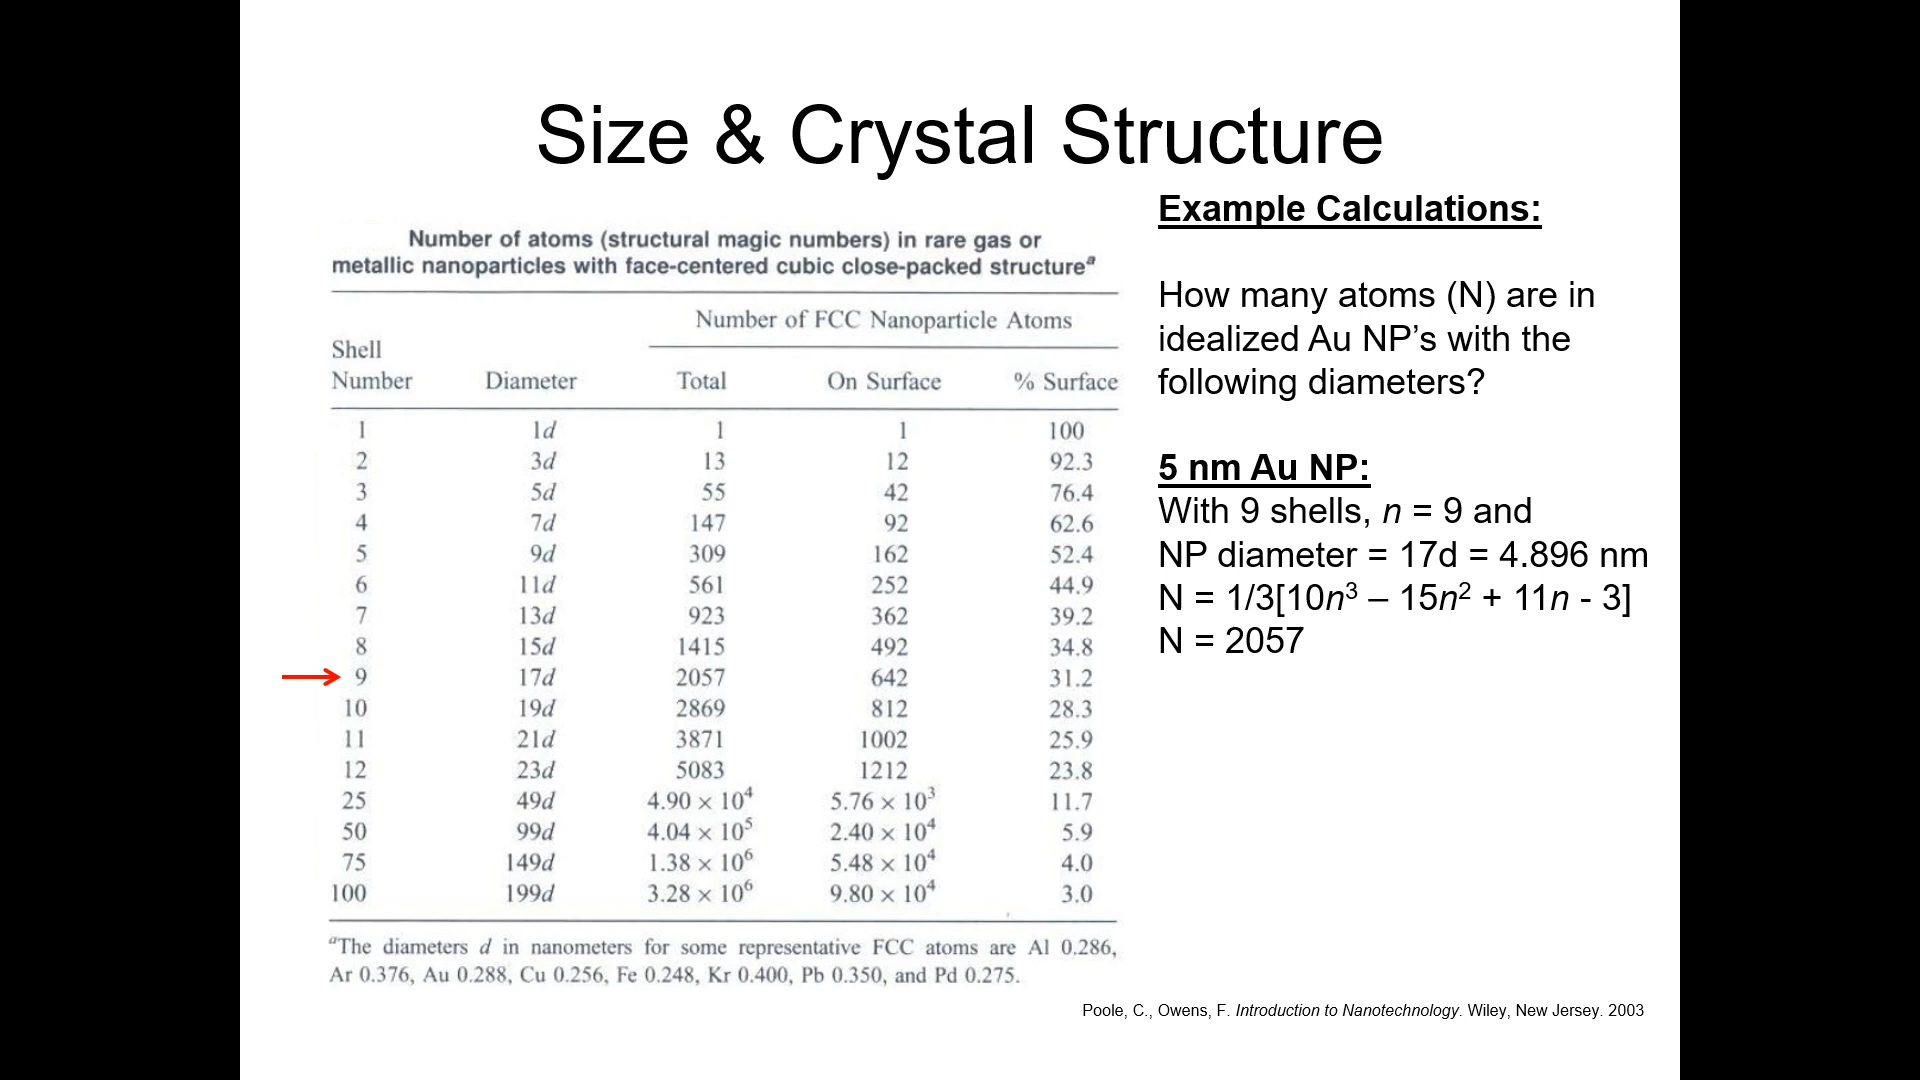 Size & Crystal Structure
Number of atoms (structural magic numbers) in rare gas or
metallic nanoparticles with face-centered cubic close-packed structureᵃ
Number of FCC Nanoparticle Atoms
Shell
Number Diameter Total On Surface % Surface
1 1d 1 1 100
2 3d 13 12 92.3
3 5d 55 42 76.4
4 7d 147 92 62.6
5 9d 309 162 52.4
6 11d 561 252 44.9
7 13d 923 362 39.2
8 15d 1415 492 34.8
9 17d 2057 642 31.2
10 19d 2869 812 28.3
11 21d 3871 1002 25.9
12 23d 5083 1212 23.8
25 49d 4.90 × 10⁴ 5.76 × 10³ 11.7
50 99d 4.04 × 10⁵ 2.40 × 10⁴ 5.9
75 149d 1.38 × 10⁶ 5.48 × 10⁴ 4.0
100 199d 3.28 × 10⁶ 9.80 × 10⁴ 3.0
ᵃThe diameters d in nanometers for some representative FCC atoms are Al 0.286,
Ar 0.376, Au 0.288, Cu 0.256, Fe 0.248, Kr 0.400, Pb 0.350, and Pd 0.275.
Example Calculations:
How many atoms (N) are in
idealized Au NP’s with the
following diameters?
5 nm Au NP:
With 9 shells, n = 9 and
NP diameter = 17d = 4.896 nm
N = 1/3[10n³ – 15n² + 11n - 3]
N = 2057
Poole, C., Owens, F. Introduction to Nanotechnology. Wiley, New Jersey. 2003